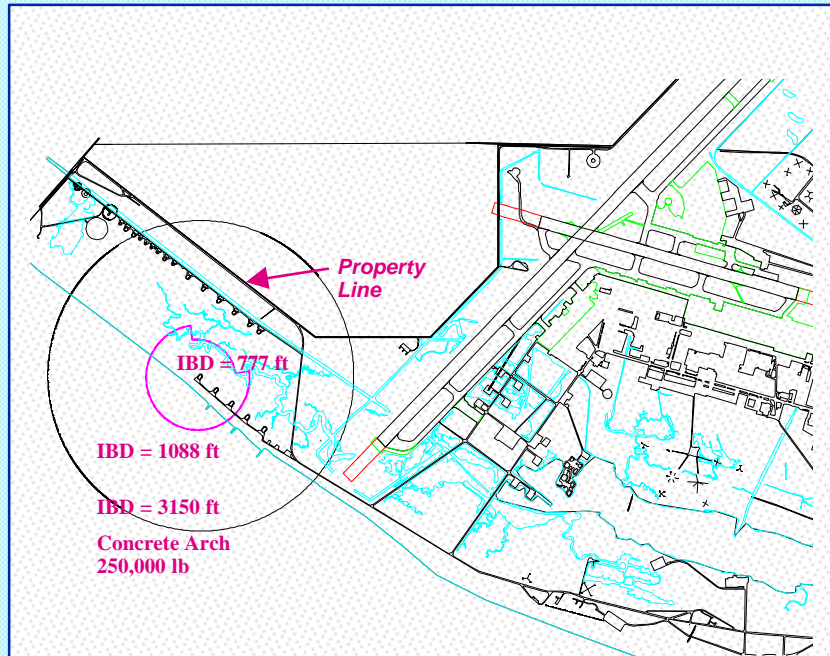 Property
Line
IBD = 777 ft
IBD = 1088 ft
IBD = 3150 ft
Concrete Arch
250,000 lb